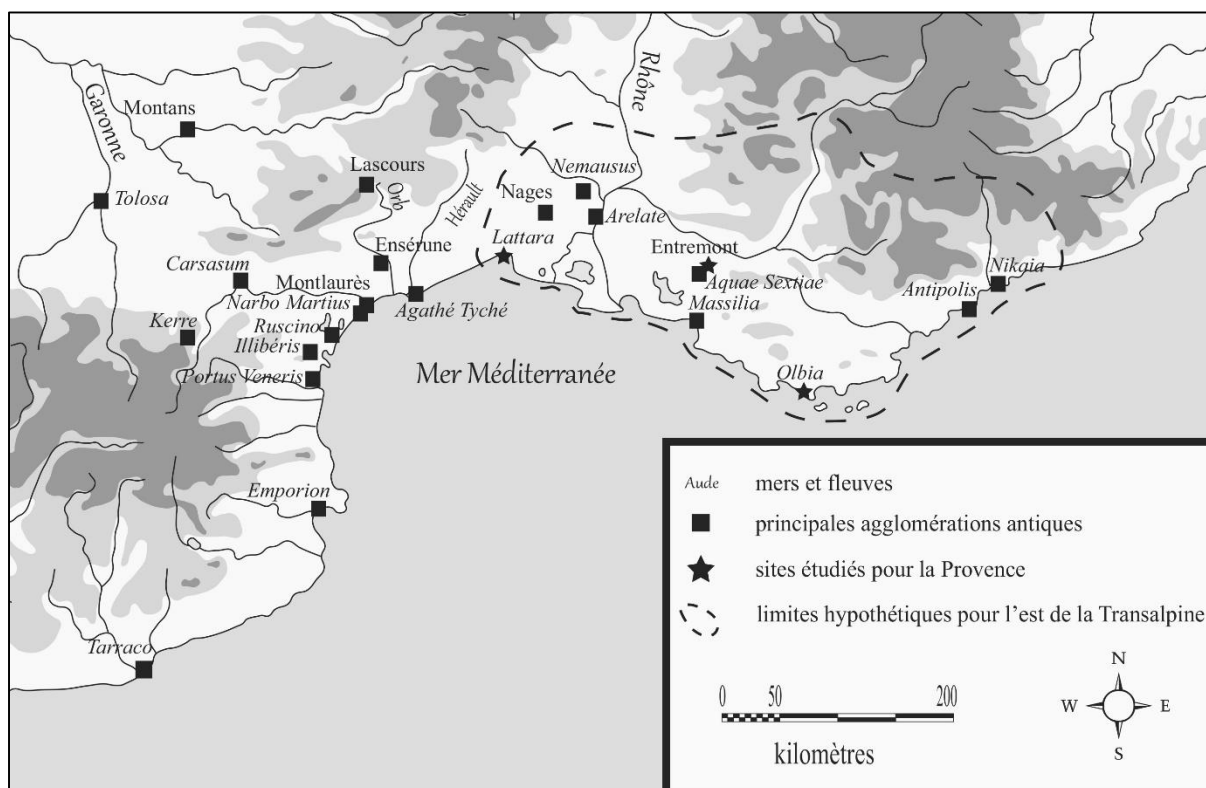 Garonne
Montans
Tolosa
Lascours
Orb
Hérault
Rhône
Nemausus
Nages
Arelate
Lattara
Ensérune
Carsasum
Montlaurès
Narbo Martius
Agathé Tyché
Kerre
Ruscino
Illibéris
Portus Veneris
Entremont
Aquae Sextiae
Massilia
Nikaia
Antipolis
Olbia
Mer Méditerranée
Emporion
Tarraco
Aude mers et fleuves
principales agglomérations antiques
sites étudiés pour la Provence
limites hypothétiques pour l'est de la Transalpine
0 50 200
kilomètres
N
W E
S